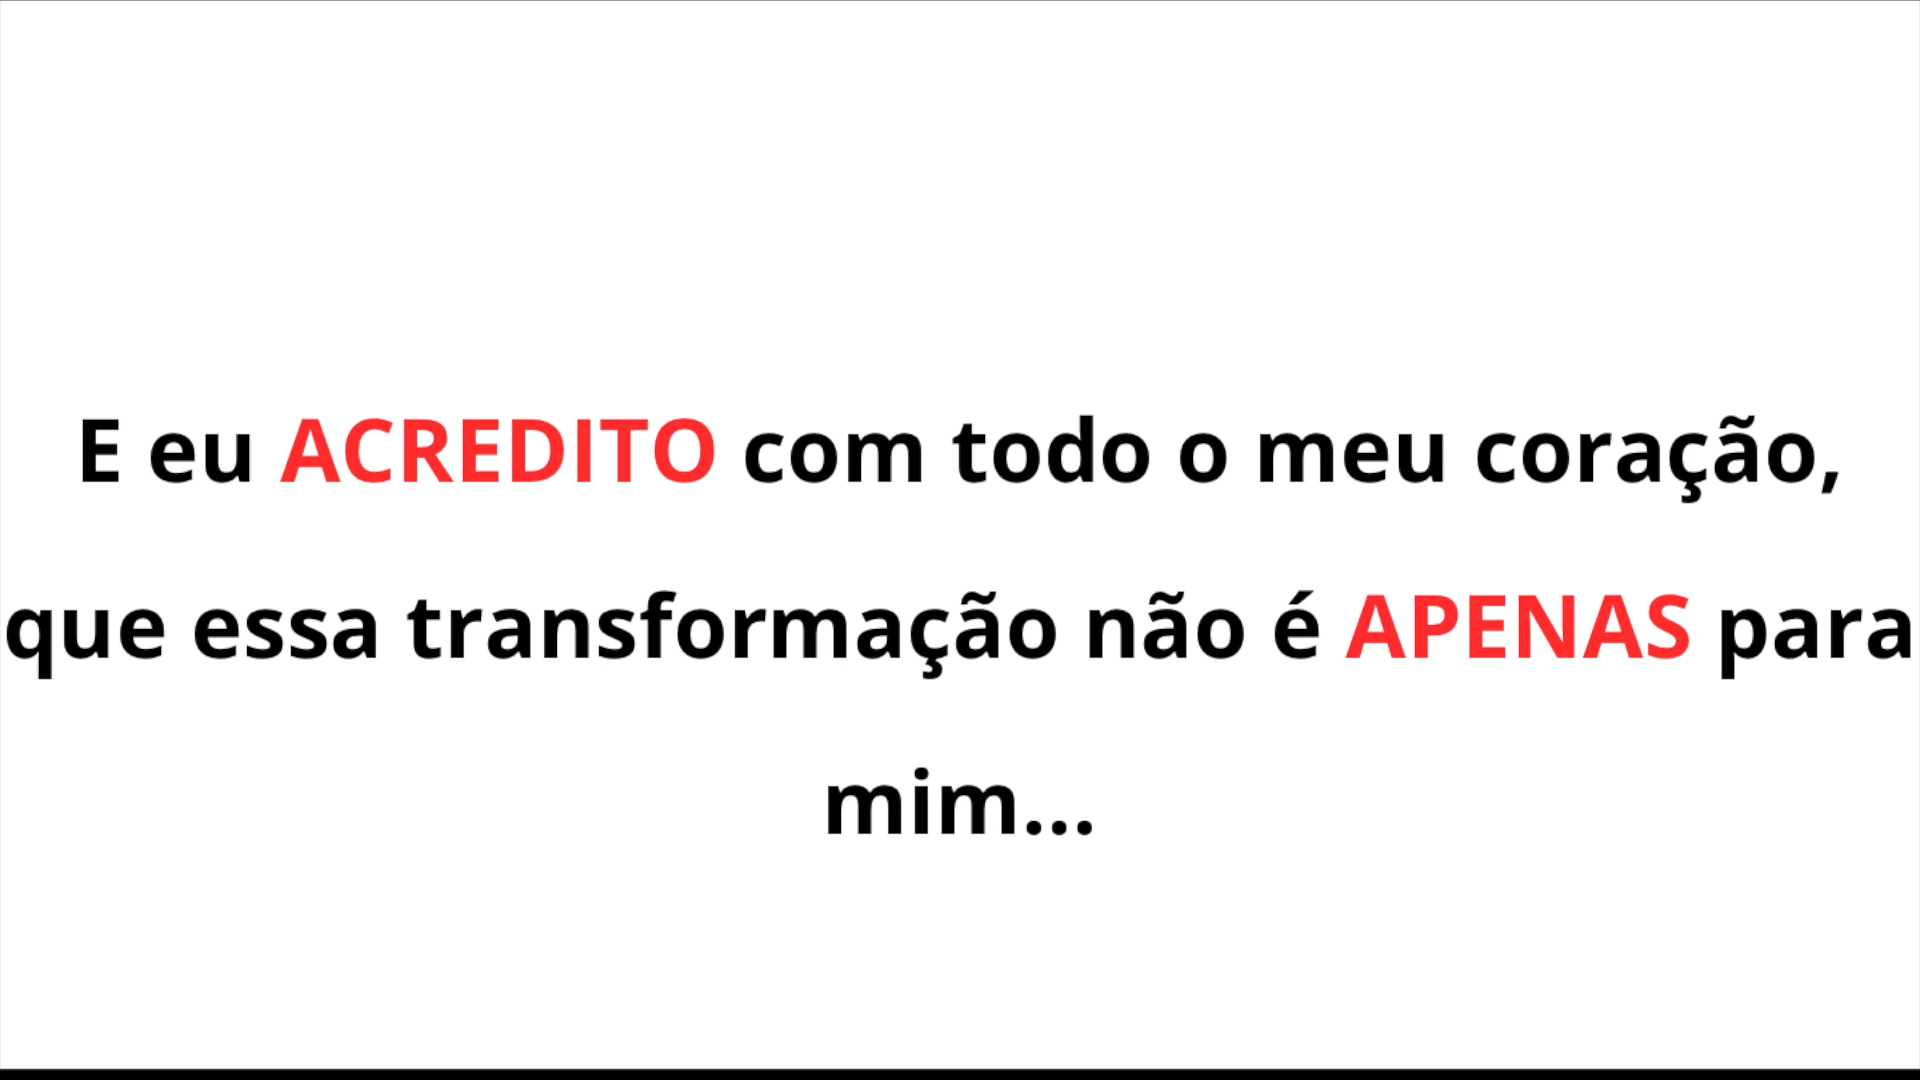 E eu ACREDITO com todo o meu coração,
que essa transformação não é APENAS para
mim...